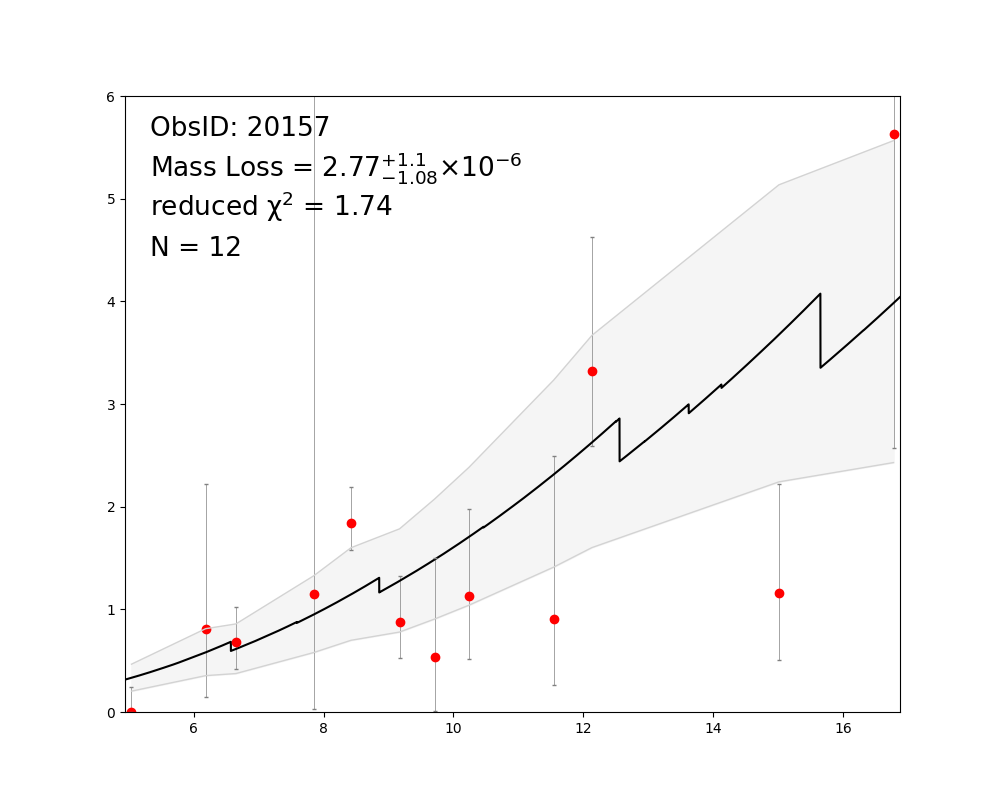 ObsID: 20157
Mass Loss = 2.77^{+1.1}_{−1.08}×10^{−6}
reduced χ² = 1.74
N = 12
6
5
4
3
2
1
0
6 8 10 12 14 16